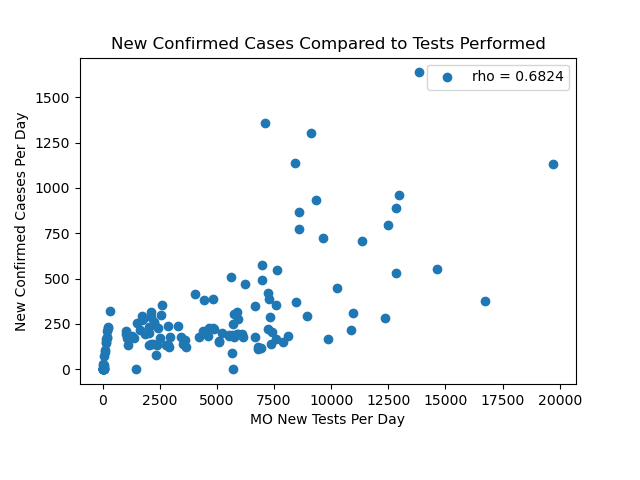 New Confirmed Cases Compared to Tests Performed
rho = 0.6824
New Confirmed Caeses Per Day
1500
1250
1000
750
500
250
0
0 2500 5000 7500 10000 12500 15000 17500 20000
MO New Tests Per Day